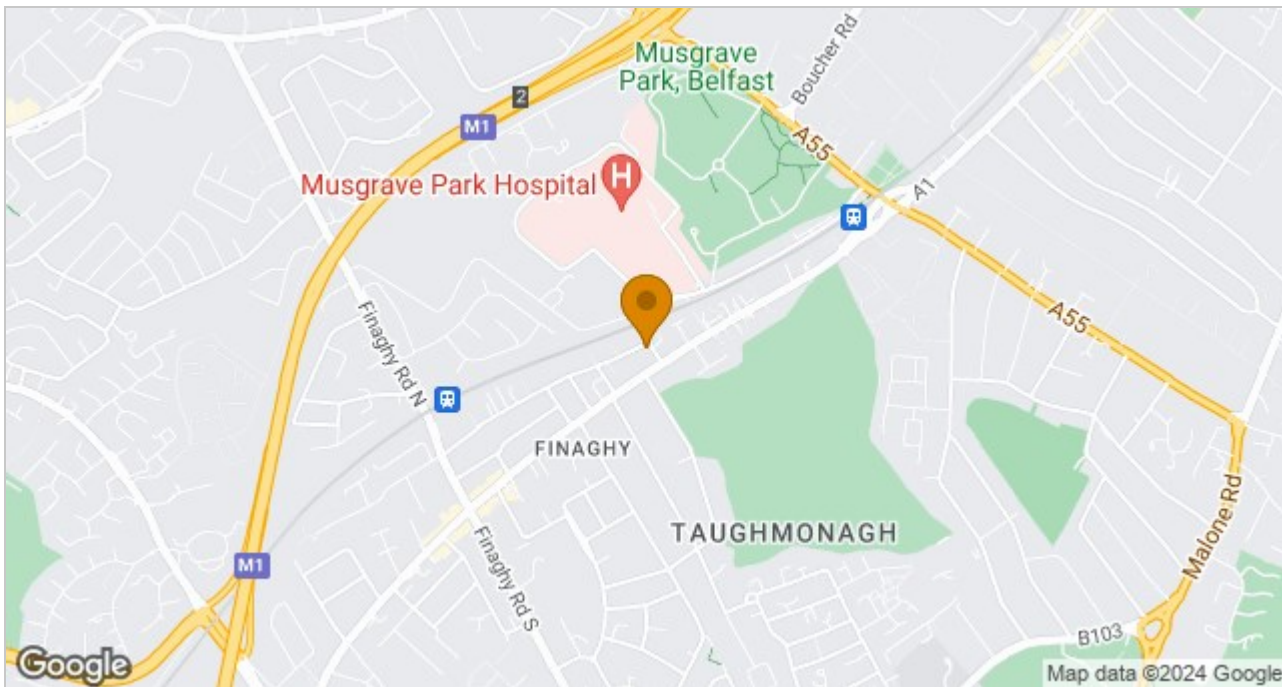 Boucher Rd
Musgrave
Park, Belfast
2
M1
A55
Musgrave Park Hospital
H
A1
Finaghy Rd N
A55
FINAGHY
TAUGHMONAGH
Malone Rd
M1
Finaghy Rd S
B103
Google
Map data ©2024 Google